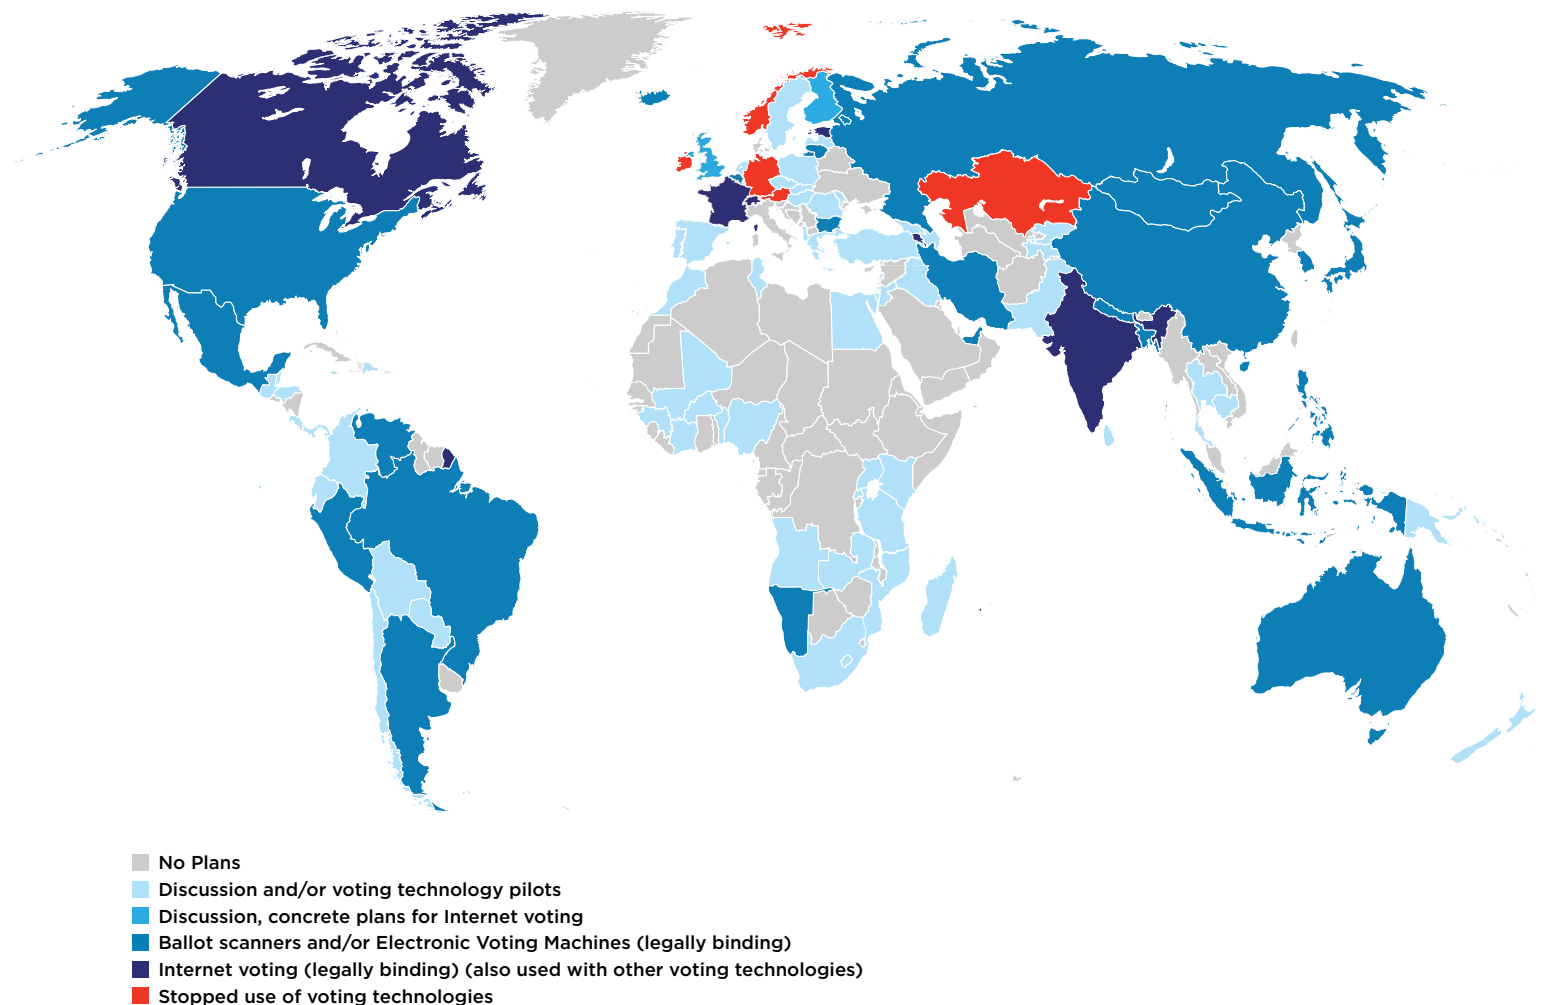 No Plans
Discussion and/or voting technology pilots
Discussion, concrete plans for Internet voting
Ballot scanners and/or Electronic Voting Machines (legally binding)
Internet voting (legally binding) (also used with other voting technologies)
Stopped use of voting technologies